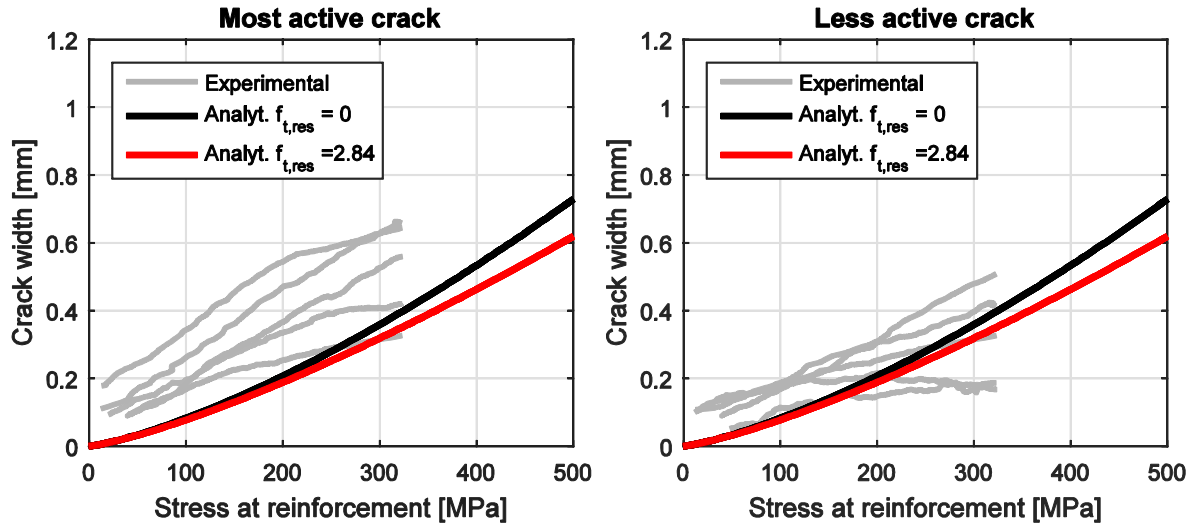 Most active crack
1.2
1
0.8
0.6
0.4
0.2
0
Crack width [mm]
Experimental
Analyt. f_t,res = 0
Analyt. f_t,res =2.84
0 100 200 300 400 500
Stress at reinforcement [MPa]
Less active crack
1.2
1
0.8
0.6
0.4
0.2
0
Crack width [mm]
Experimental
Analyt. f_t,res = 0
Analyt. f_t,res =2.84
0 100 200 300 400 500
Stress at reinforcement [MPa]